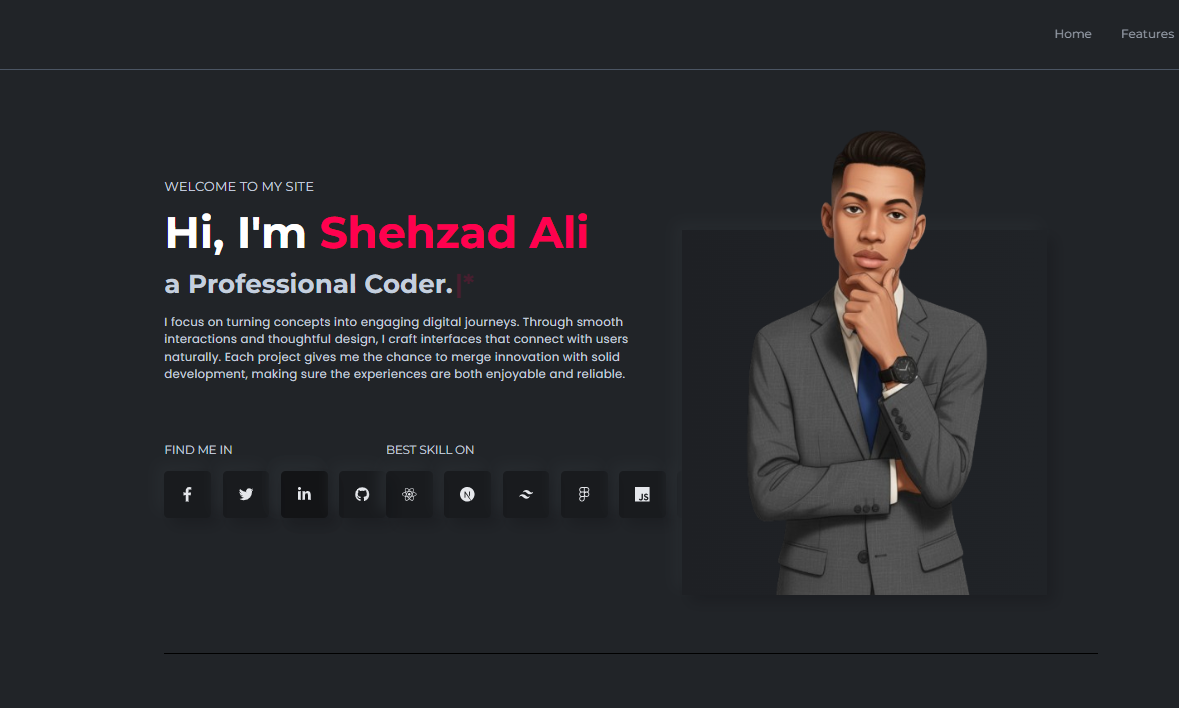 Home Features
WELCOME TO MY SITE
Hi, I'm Shehzad Ali
a Professional Coder.|*
I focus on turning concepts into engaging digital journeys. Through smooth
interactions and thoughtful design, I craft interfaces that connect with users
naturally. Each project gives me the chance to merge innovation with solid
development, making sure the experiences are both enjoyable and reliable.
FIND ME IN BEST SKILL ON
f in N JS